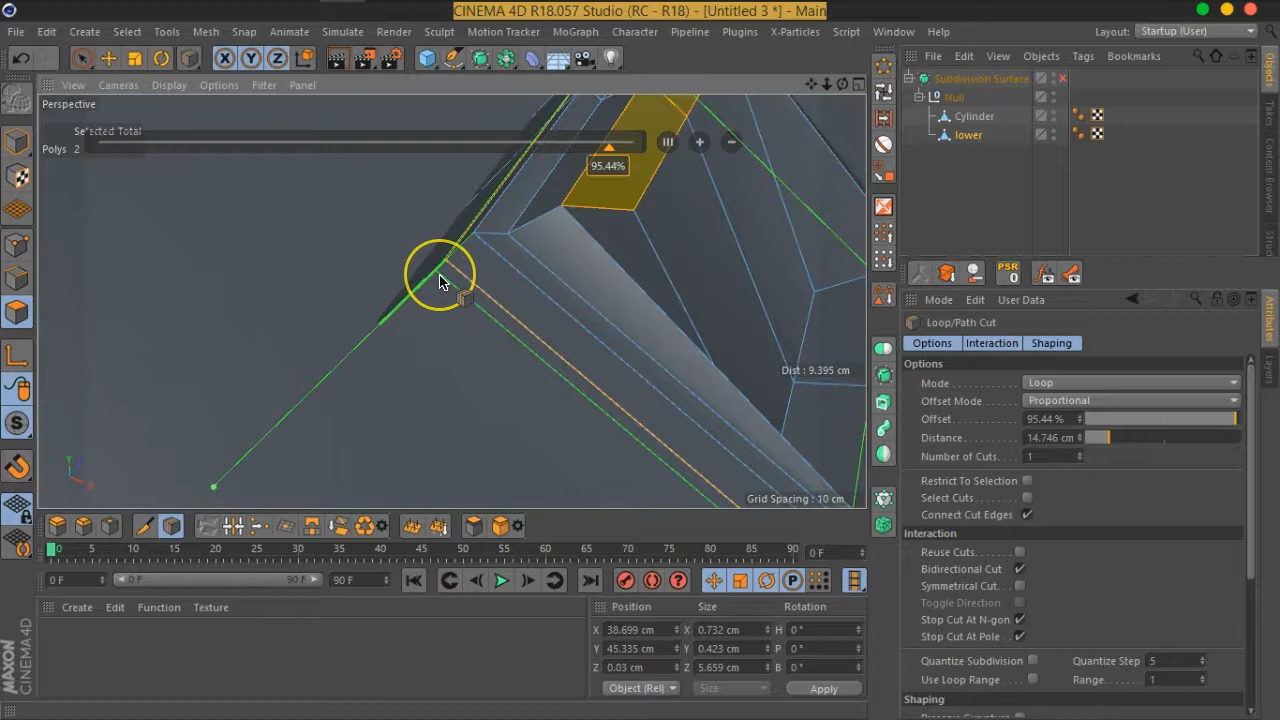 CINEMA 4D R18.057 Studio (RC - R18) - [Untitled 3 *] - Main
File Edit Create Select Tools Mesh Snap Animate Simulate Render Sculpt Motion Tracker MoGraph Character Pipeline Plugins X-Particles Script Window Help Layout: Startup (User)
X Y Z
File Edit View Objects Tags Bookmarks
View Cameras Display Options Filter Panel
Perspective
Selected Total
Polys 2
95.44%
Dist : 9.395 cm
Grid Spacing : 10 cm
Subdivision Surface
Null
Cylinder
lower
Objects
Takes
PSR
0
Mode Edit User Data
Loop/Path Cut
Options Interaction Shaping
Options
Mode Loop
Offset Mode Proportional
Offset 95.44 %
Distance 14.746 cm
Number of Cuts. 1
Restrict To Selection
Select Cuts
Connect Cut Edges
Interaction
Reuse Cuts.
Bidirectional Cut
Symmetrical Cut.
Toggle Direction
Stop Cut At N-gon
Stop Cut At Pole
Quantize Subdivision Quantize Step 5
Use Loop Range Range 1
Shaping
Attributes
Layers
0 5 10 15 20 25 30 35 40 45 50 55 60 65 70 75 80 85 90 0 F
0 F 0 F 90 F 90 F
Create Edit Function Texture
Position Size Rotation
X 38.699 cm X 0.732 cm H 0 °
Y 45.335 cm Y 0.423 cm P 0 °
Z 0.03 cm Z 5.659 cm B 0 °
Object (Rel) Size Apply
MAXON
CINEMA 4D